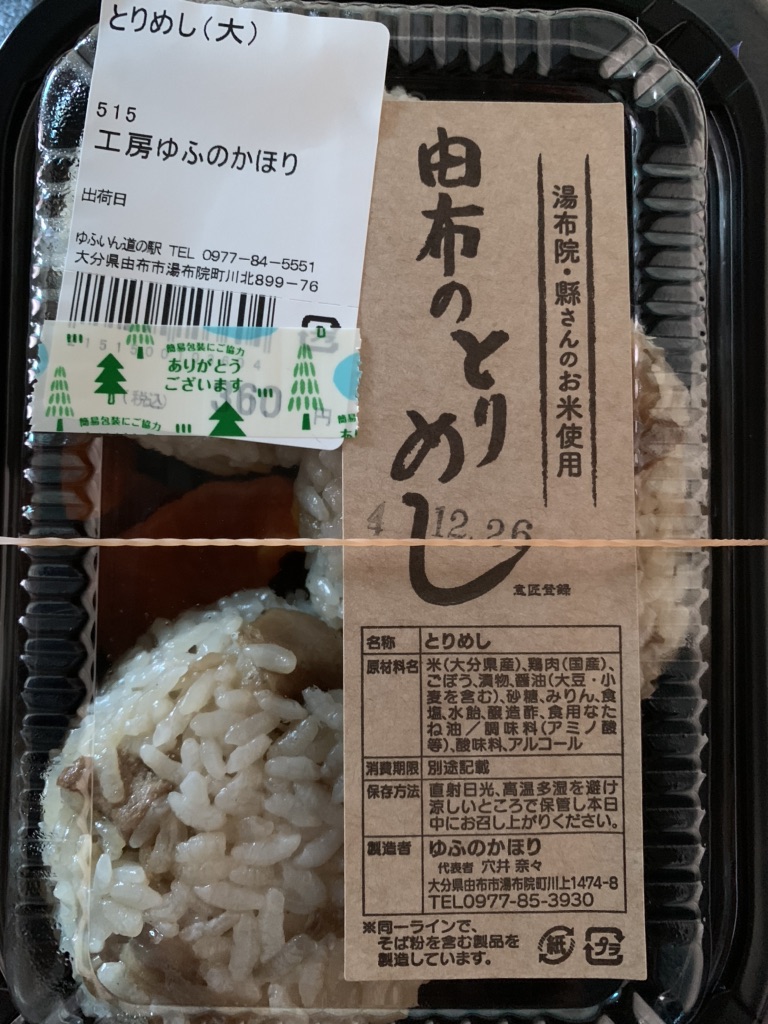 とりめし(大)
515
工房ゆふのかほり
出荷日
ゆふいん道の駅 TEL 0977-84-5551
大分県由布市湯布院町川北899-76
簡易包装にご協力
ありがとう
ございます
(税込) 360円
簡易包装にご協力
湯布院・縣さんのお米使用
由布のとりめし
4.12.26
意匠登録
名称 とりめし
原材料名 米(大分県産)、鶏肉(国産)、
ごぼう、漬物、醤油(大豆・小
麦を含む)、砂糖、みりん、食
塩、水飴、醸造酢、食用なた
ね油/調味料(アミノ酸
等)、酸味料、アルコール
消費期限 別途記載
保存方法 直射日光、高温多湿を避け
涼しいところで保管し本日
中にお召し上がりください。
製造者 ゆふのかほり
代表者 穴井 奈々
大分県由布市湯布院町川上1474-8
TEL0977-85-3930
※同一ラインで、
そば粉を含む製品を
製造しています。
紙 プラ